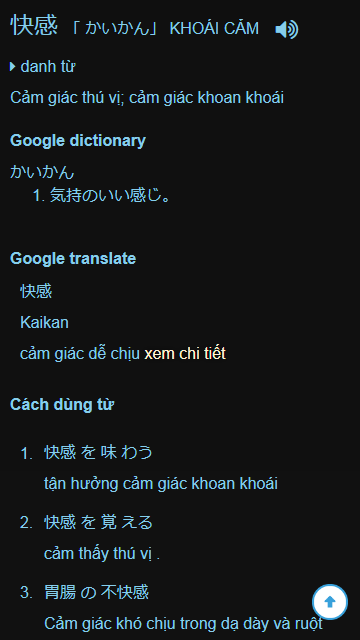 快感 「 かいかん」 KHOÁI CẢM
danh từ
Cảm giác thú vị; cảm giác khoan khoái
Google dictionary
かいかん
1. 気持のいい感じ。
Google translate
快感
Kaikan
cảm giác dễ chịu xem chi tiết
Cách dùng từ
1. 快感 を 味 わう
tận hưởng cảm giác khoan khoái
2. 快感 を 覚 える
cảm thấy thú vị .
3. 胃腸 の 不快感
Cảm giác khó chịu trong dạ dày và ruột